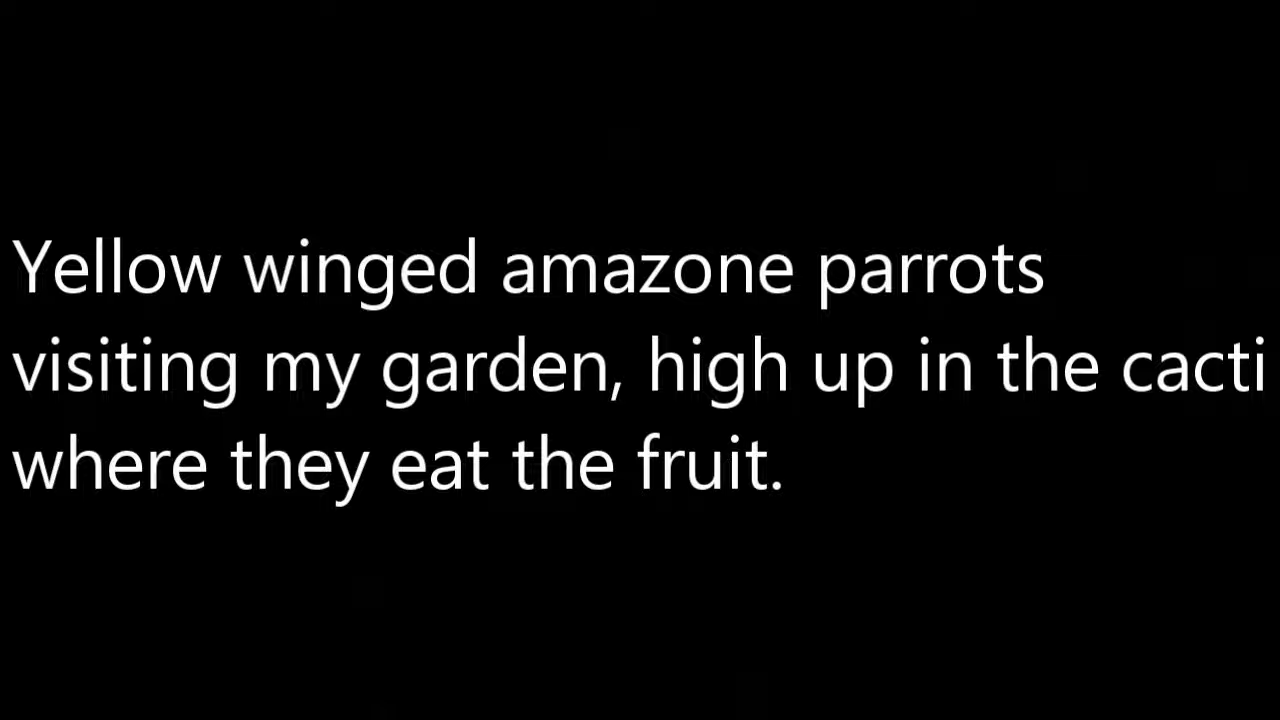 Yellow winged amazone parrots
visiting my garden, high up in the cacti
where they eat the fruit.